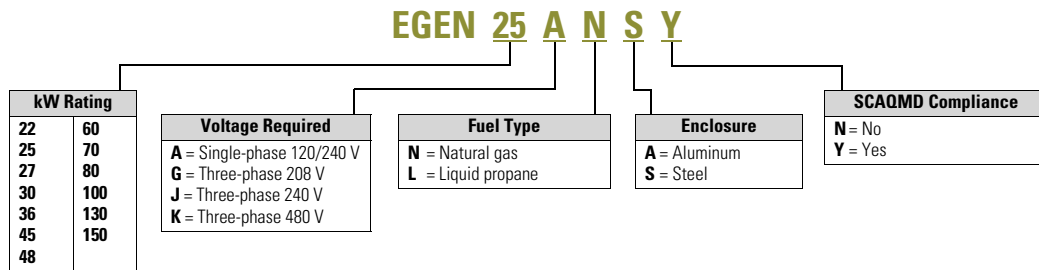 EGEN 25 A N S Y
kW Rating
22 60
25 70
27 80
30 100
36 130
45 150
48
Voltage Required
A = Single-phase 120/240 V
G = Three-phase 208 V
J = Three-phase 240 V
K = Three-phase 480 V
Fuel Type
N = Natural gas
L = Liquid propane
Enclosure
A = Aluminum
S = Steel
SCAQMD Compliance
N = No
Y = Yes